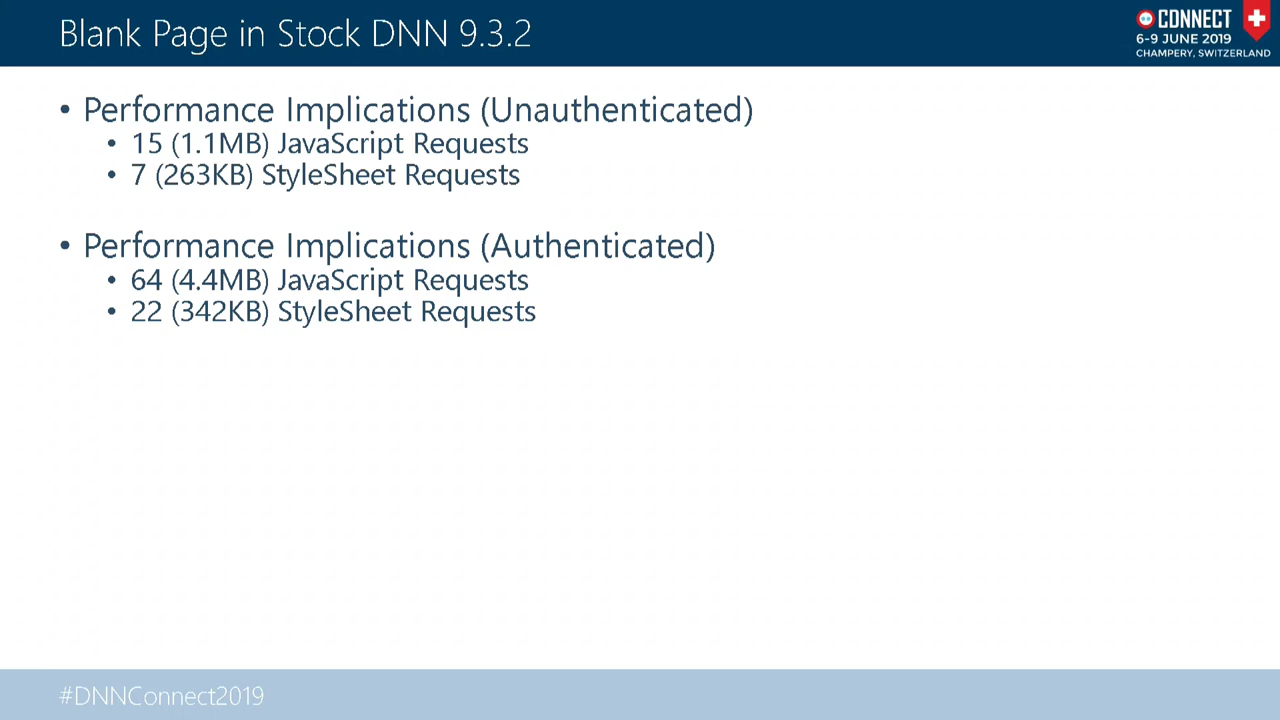 Blank Page in Stock DNN 9.3.2
CONNECT
6-9 JUNE 2019
CHAMPERY, SWITZERLAND
• Performance Implications (Unauthenticated)
• 15 (1.1MB) JavaScript Requests
• 7 (263KB) StyleSheet Requests
• Performance Implications (Authenticated)
• 64 (4.4MB) JavaScript Requests
• 22 (342KB) StyleSheet Requests
#DNNConnect2019